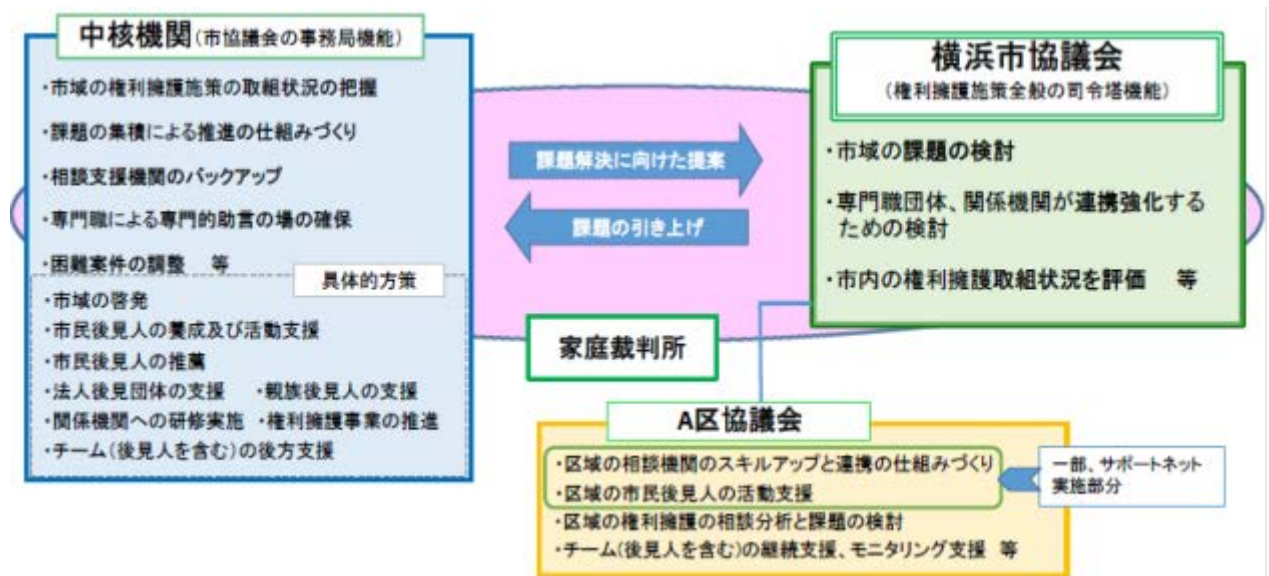 中核機関(市協議会の事務局機能)
・市域の権利擁護施策の取組状況の把握
・課題の集積による推進の仕組みづくり
・相談支援機関のバックアップ
・専門職による専門的助言の場の確保
・困難案件の調整 等
具体的方策
・市域の啓発
・市民後見人の養成及び活動支援
・市民後見人の推薦
・法人後見団体の支援 ・親族後見人の支援
・関係機関への研修実施 ・権利擁護事業の推進
・チーム(後見人を含む)の後方支援
課題解決に向けた提案
課題の引き上げ
横浜市協議会
(権利擁護施策全般の司令塔機能)
・市域の課題の検討
・専門職団体、関係機関が連携強化する
ための検討
・市内の権利擁護取組状況を評価 等
家庭裁判所
A区協議会
・区域の相談機関のスキルアップと連携の仕組みづくり
・区域の市民後見人の活動支援
・区域の権利擁護の相談分析と課題の検討
・チーム(後見人を含む)の継続支援、モニタリング支援 等
一部、サポートネット
実施部分